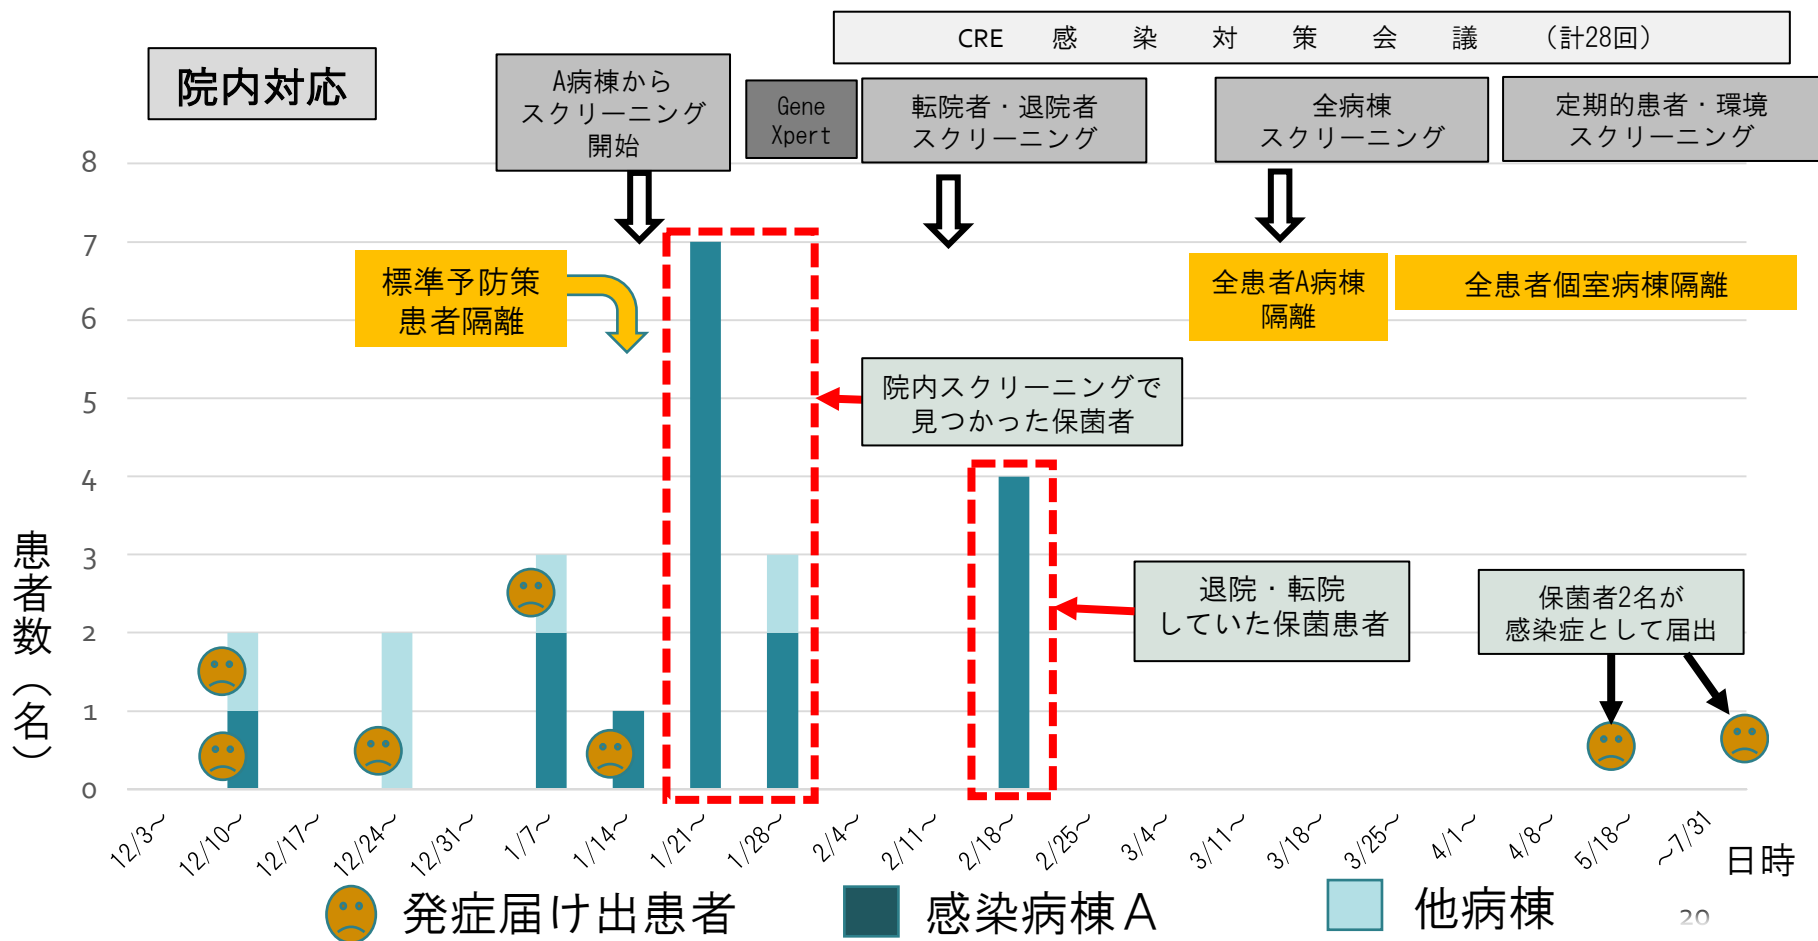 CRE 感染対策会議 （計28回）
院内対応
A病棟から
スクリーニング
開始
Gene
Xpert
転院者・退院者
スクリーニング
全病棟
スクリーニング
定期的患者・環境
スクリーニング
標準予防策
患者隔離
全患者A病棟
隔離
全患者個室病棟隔離
院内スクリーニングで
見つかった保菌者
退院・転院
していた保菌患者
保菌者2名が
感染症として届出
患者数（名）
8
7
6
5
4
3
2
1
0
12/3～
12/10～
12/17～
12/24～
12/31～
1/7～
1/14～
1/21～
1/28～
2/4～
2/11～
2/18～
2/25～
3/4～
3/11～
3/18～
3/25～
4/1～
4/8～
5/18～
～7/31
日時
発症届け出患者
感染病棟A
他病棟
20